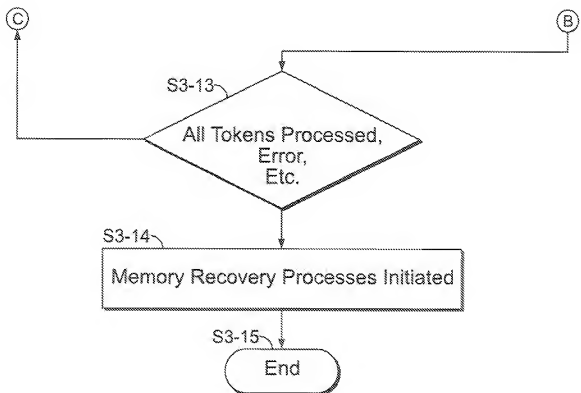 C
B
S3-13
All Tokens Processed,
Error,
Etc.
S3-14
Memory Recovery Processes Initiated
S3-15
End